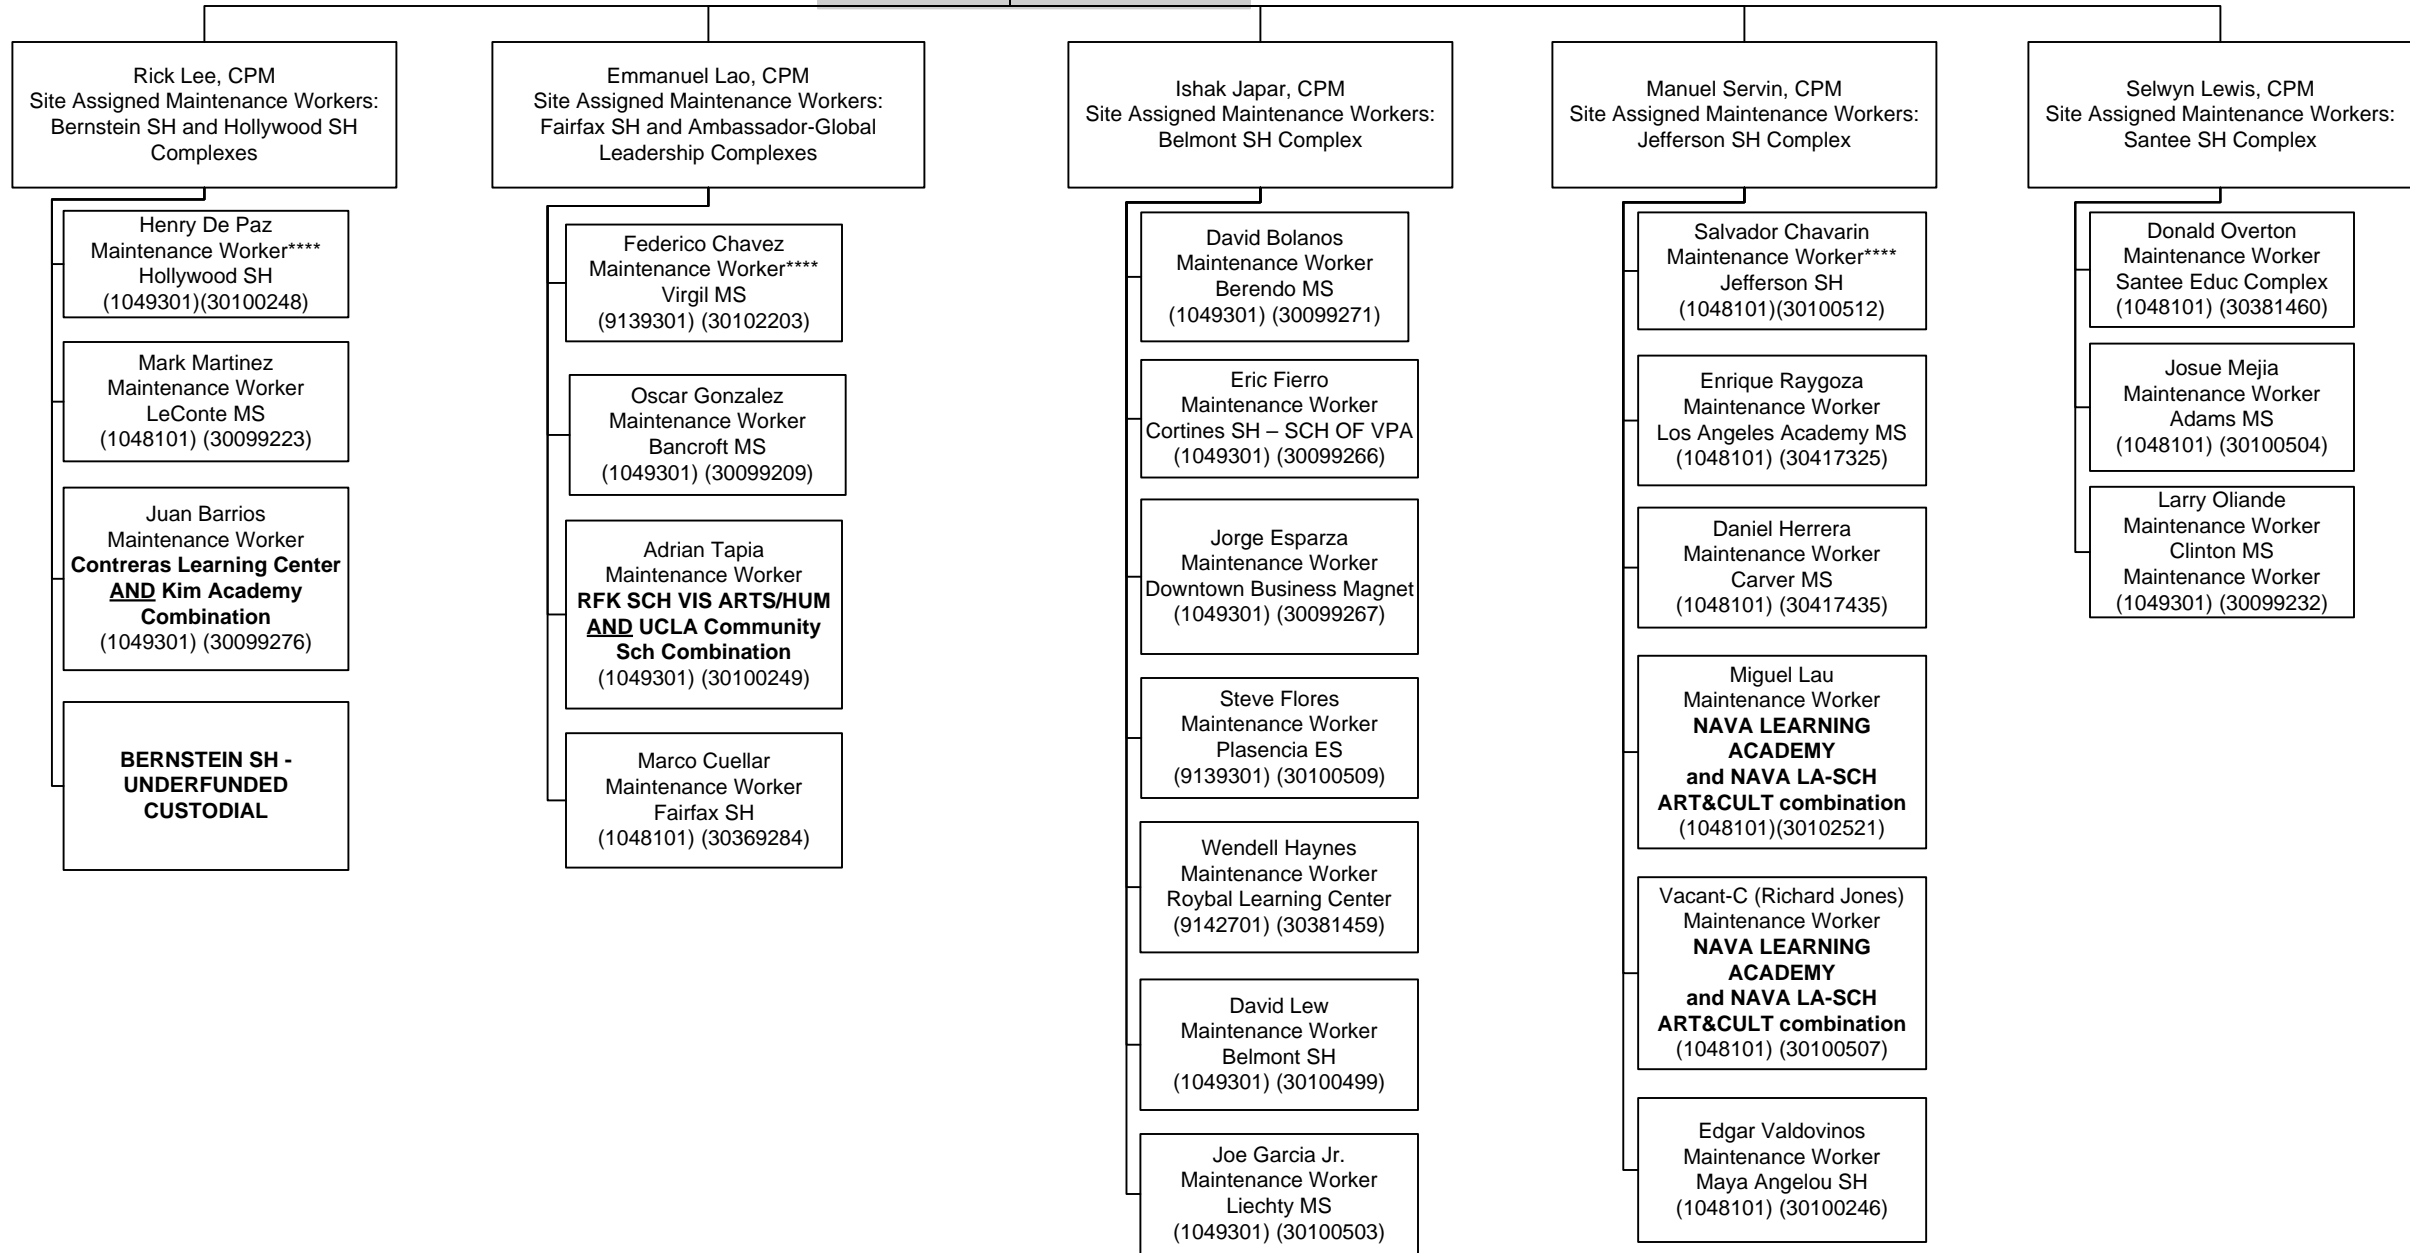 Rick Lee, CPM
Site Assigned Maintenance Workers:
Bernstein SH and Hollywood SH
Complexes
Henry De Paz
Maintenance Worker****
Hollywood SH
(1049301)(30100248)
Mark Martinez
Maintenance Worker
LeConte MS
(1048101) (30099223)
Juan Barrios
Maintenance Worker
Contreras Learning Center
AND Kim Academy
Combination
(1049301) (30099276)
BERNSTEIN SH -
UNDERFUNDED
CUSTODIAL
Emmanuel Lao, CPM
Site Assigned Maintenance Workers:
Fairfax SH and Ambassador-Global
Leadership Complexes
Federico Chavez
Maintenance Worker****
Virgil MS
(9139301) (30102203)
Oscar Gonzalez
Maintenance Worker
Bancroft MS
(1049301) (30099209)
Adrian Tapia
Maintenance Worker
RFK SCH VIS ARTS/HUM
AND UCLA Community
Sch Combination
(1049301) (30100249)
Marco Cuellar
Maintenance Worker
Fairfax SH
(1048101) (30369284)
Ishak Japar, CPM
Site Assigned Maintenance Workers:
Belmont SH Complex
David Bolanos
Maintenance Worker
Berendo MS
(1049301) (30099271)
Eric Fierro
Maintenance Worker
Cortines SH – SCH OF VPA
(1049301) (30099266)
Jorge Esparza
Maintenance Worker
Downtown Business Magnet
(1049301) (30099267)
Steve Flores
Maintenance Worker
Plasencia ES
(9139301) (30100509)
Wendell Haynes
Maintenance Worker
Roybal Learning Center
(9142701) (30381459)
David Lew
Maintenance Worker
Belmont SH
(1049301) (30100499)
Joe Garcia Jr.
Maintenance Worker
Liechty MS
(1049301) (30100503)
Manuel Servin, CPM
Site Assigned Maintenance Workers:
Jefferson SH Complex
Salvador Chavarin
Maintenance Worker****
Jefferson SH
(1048101)(30100512)
Enrique Raygoza
Maintenance Worker
Los Angeles Academy MS
(1048101) (30417325)
Daniel Herrera
Maintenance Worker
Carver MS
(1048101) (30417435)
Miguel Lau
Maintenance Worker
NAVA LEARNING
ACADEMY
and NAVA LA-SCH
ART&CULT combination
(1048101)(30102521)
Vacant-C (Richard Jones)
Maintenance Worker
NAVA LEARNING
ACADEMY
and NAVA LA-SCH
ART&CULT combination
(1048101) (30100507)
Edgar Valdovinos
Maintenance Worker
Maya Angelou SH
(1048101) (30100246)
Selwyn Lewis, CPM
Site Assigned Maintenance Workers:
Santee SH Complex
Donald Overton
Maintenance Worker
Santee Educ Complex
(1048101) (30381460)
Josue Mejia
Maintenance Worker
Adams MS
(1048101) (30100504)
Larry Oliande
Maintenance Worker
Clinton MS
Maintenance Worker
(1049301) (30099232)